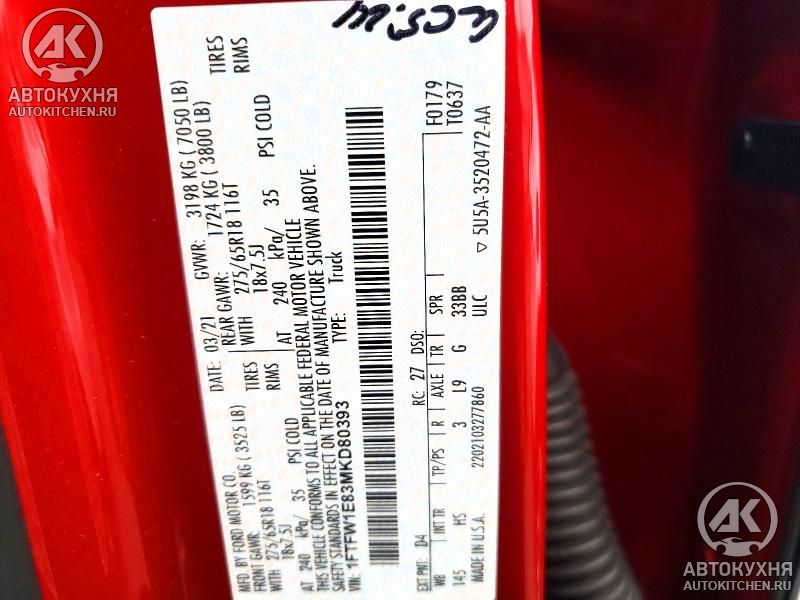 MFD. BY FORD MOTOR CO.
DATE: 03/21 GVWR: 3198 KG ( 7050 LB)
FRONT GAWR: 1599 KG ( 3525 LB) REAR GAWR: 1724 KG ( 3800 LB)
WITH 275/65R18 116T TIRES WITH 275/65R18 116T TIRES
18x7.5J RIMS 18x7.5J RIMS
AT 240 kPa/ 35 PSI COLD AT 240 kPa/ 35 PSI COLD
THIS VEHICLE CONFORMS TO ALL APPLICABLE FEDERAL MOTOR VEHICLE
SAFETY STANDARDS IN EFFECT ON THE DATE OF MANUFACTURE SHOWN ABOVE.
VIN: 1FTFW1E83MKD80393 TYPE: Truck
F0179
T0637
EXT PNT: D4 RC: 27 DSO:
WB INT TR TP/PS R AXLE TR SPR
145 HS 3 L9 G 33BB
2202103277860 ULC
MADE IN U.S.A. ▽ 5U5A-3520472-AA
АК
АВТОКУХНЯ
AUTOKITCHEN.RU
АК
АВТОКУХНЯ
AUTOKITCHEN.RU